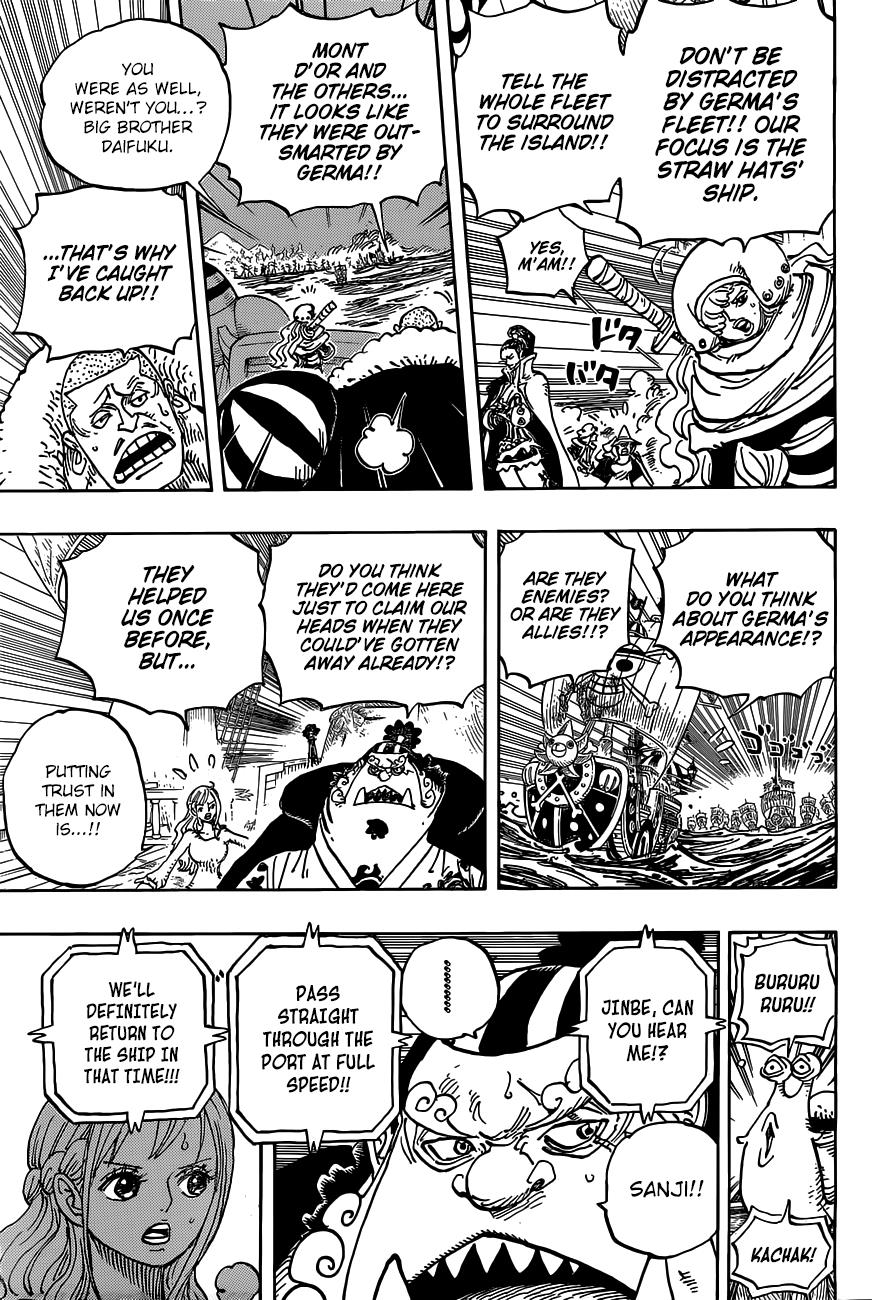 DON'T BE
DISTRACTED
BY GERMA'S
FLEET!! OUR
FOCUS IS THE
STRAW HATS'
SHIP.
TELL THE
WHOLE FLEET
TO SURROUND
THE ISLAND!!
YES,
M'AM!!
ドタ
バタ
MONT
D'OR AND
THE OTHERS...
IT LOOKS LIKE
THEY WERE OUT-
SMARTED BY
GERMA!!
YOU
WERE AS WELL,
WEREN'T YOU...?
BIG BROTHER
DAIFUKU.
...THAT'S WHY
I'VE CAUGHT
BACK UP!!
WHAT
DO YOU THINK
ABOUT GERMA'S
APPEARANCE!?
ARE THEY
ENEMIES?
OR ARE THEY
ALLIES!!?
ゴゴゴゴゴ
DO YOU THINK
THEY'D COME HERE
JUST TO CLAIM OUR
HEADS WHEN THEY
COULD'VE GOTTEN
AWAY ALREADY!?
THEY
HELPED
US ONCE
BEFORE,
BUT...
PUTTING
TRUST IN
THEM NOW
IS...!!
BURURU
RURU!!
KACHAK!
JINBE, CAN
YOU HEAR
ME!?
SANJI!!
PASS
STRAIGHT
THROUGH THE
PORT AT FULL
SPEED!!
WE'LL
DEFINITELY
RETURN TO
THE SHIP IN
THAT TIME!!!